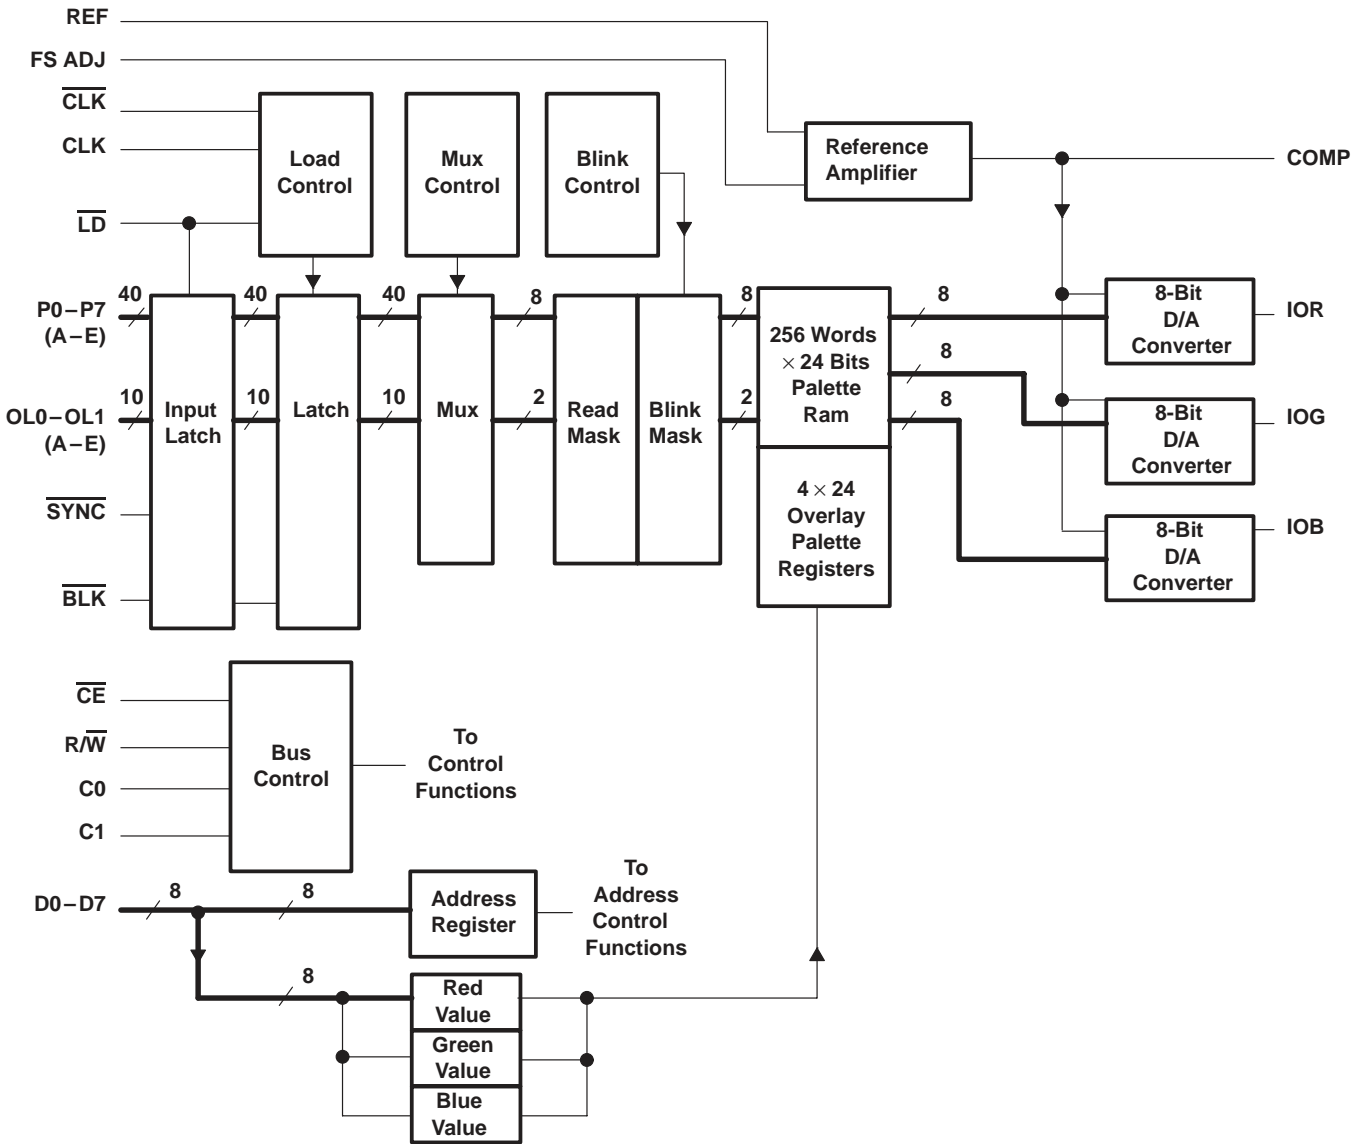 REF
FS ADJ
CLK
CLK
LD
Load
Control
Mux
Control
Blink
Control
Reference
Amplifier
COMP
P0–P7
(A–E)
40
40
40
8
8
8
8
8
OL0–OL1
(A–E)
10
10
10
2
2
Input
Latch
Latch
Mux
Read
Mask
Blink
Mask
256 Words
× 24 Bits
Palette
Ram
4 × 24
Overlay
Palette
Registers
8-Bit
D/A
Converter
IOR
8-Bit
D/A
Converter
IOG
8-Bit
D/A
Converter
IOB
SYNC
BLK
CE
R/W
C0
C1
Bus
Control
To
Control
Functions
D0–D7
8
8
Address
Register
To
Address
Control
Functions
8
Red
Value
Green
Value
Blue
Value